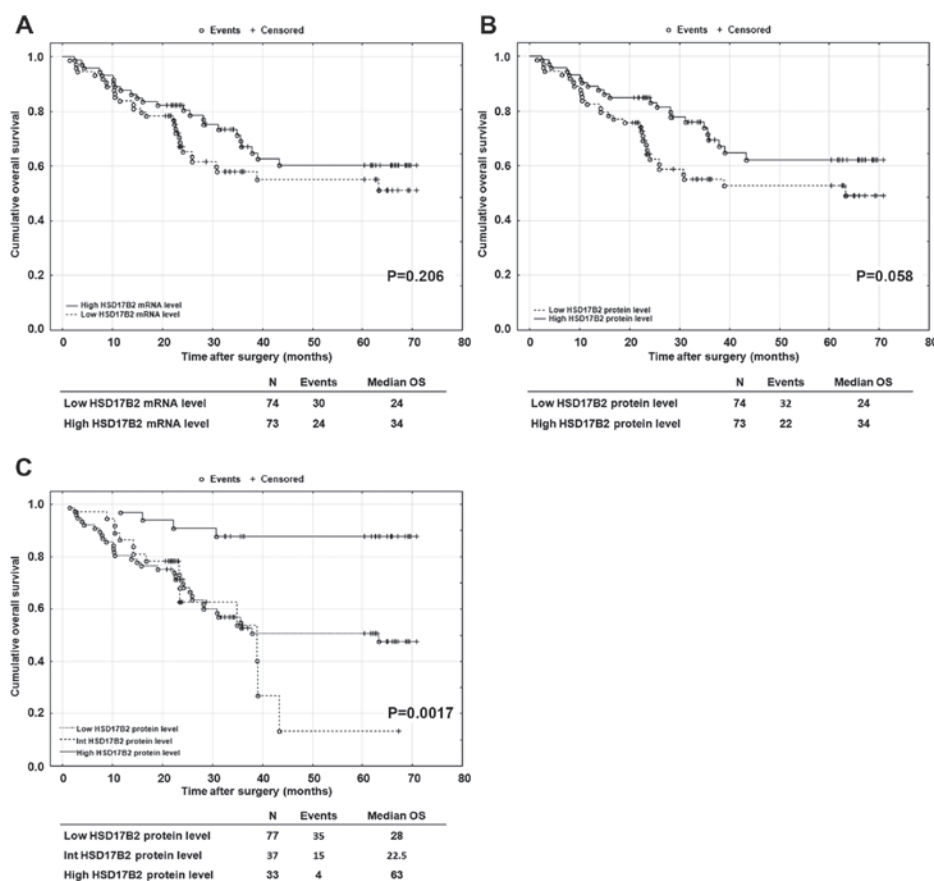 A
○ Events + Censored
Cumulative overall survival
1.0
0.8
0.6
0.4
0.2
0.0
P=0.206
High HSD17B2 mRNA level
Low HSD17B2 mRNA level
0 10 20 30 40 50 60 70 80
Time after surgery (months)
N Events Median OS
Low HSD17B2 mRNA level 74 30 24
High HSD17B2 mRNA level 73 24 34
B
○ Events + Censored
Cumulative overall survival
1.0
0.8
0.6
0.4
0.2
0.0
P=0.058
Low HSD17B2 protein level
High HSD17B2 protein level
0 10 20 30 40 50 60 70 80
Time after surgery (months)
N Events Median OS
Low HSD17B2 protein level 74 32 24
High HSD17B2 protein level 73 22 34
C
○ Events + Censored
Cumulative overall survival
1.0
0.8
0.6
0.4
0.2
0.0
P=0.0017
Low HSD17B2 protein level
Int HSD17B2 protein level
High HSD17B2 protein level
0 10 20 30 40 50 60 70 80
Time after surgery (months)
N Events Median OS
Low HSD17B2 protein level 77 35 28
Int HSD17B2 protein level 37 15 22.5
High HSD17B2 protein level 33 4 63